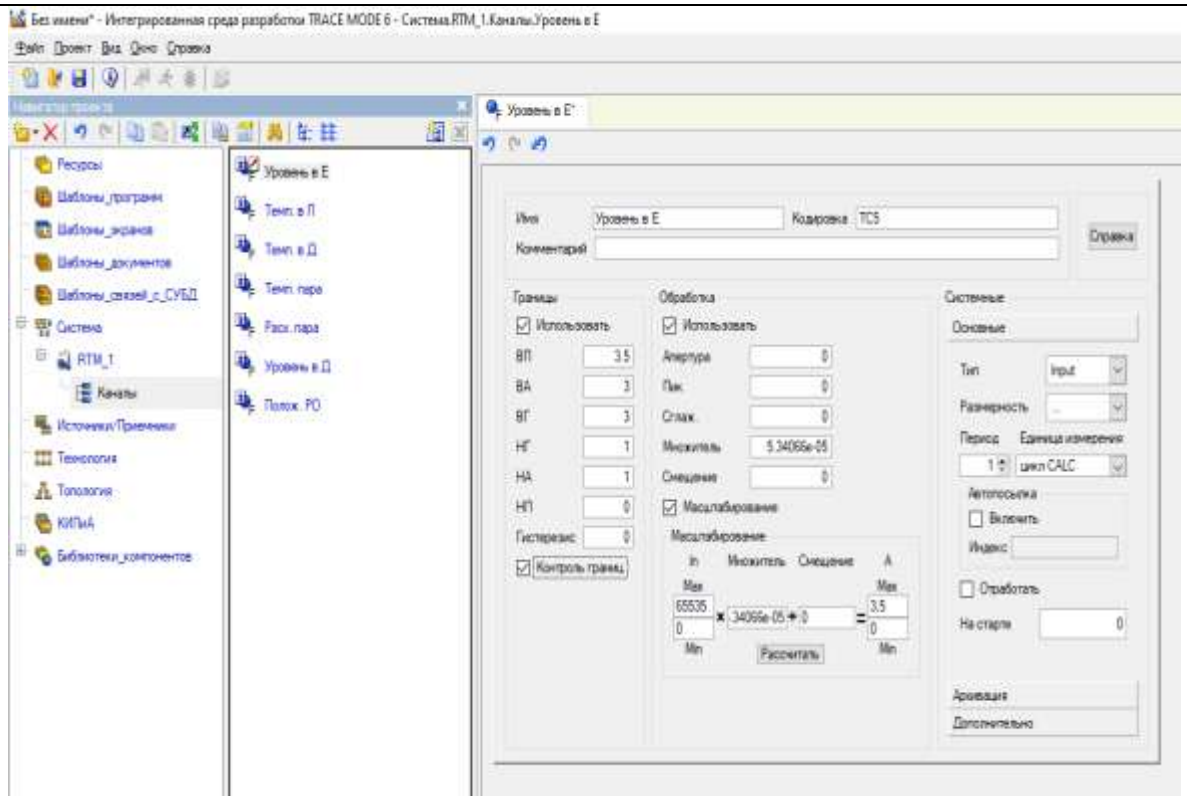 Без имени* - Интегрированная среда разработки TRACE MODE 6 - Система.RTM_1.Каналы.Уровень в Е
Файл Проект Вид Окно Справка
Навигатор проекта
Ресурсы
Шаблоны_программ
Шаблоны_экранов
Шаблоны_документов
Шаблоны_связей_с_СУБД
Система
RTM_1
Каналы
Источники/Приемники
Технология
Топология
КИПиА
Библиотеки_компонентов
Уровень в Е
Темп. в П
Темп. в Д
Темп. пара
Расх. пара
Уровень в Д
Полож. РО
Уровень в Е*
Имя Уровень в Е Кодировка TC5
Комментарий
Справка
Границы
Использовать
ВП 3.5
ВА 3
ВГ 3
НГ 1
НА 1
НП 0
Гистерезис 0
Контроль границ
Обработка
Использовать
Апертура 0
Пик 0
Сглаж. 0
Множитель 5.34066e-05
Смещение 0
Масштабирование
Масштабирование
In Множитель Смещение A
Max Max
65535 × .34066e-05 + 0 = 3.5
0 0
Min Min
Рассчитать
Системные
Основные
Тип Input
Размерность ...
Период Единица измерения
1 цикл CALC
Автопосылка
Включить
Индекс
Отработать
На старте 0
Архивация
Дополнительно